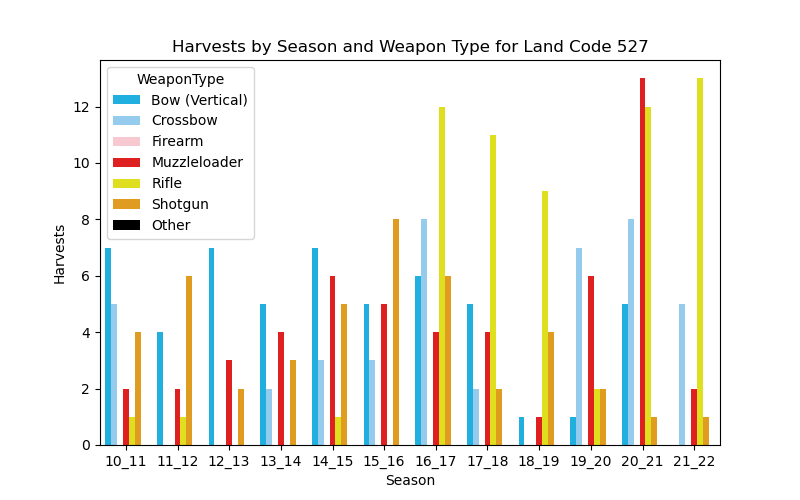 Harvests by Season and Weapon Type for Land Code 527
WeaponType
Bow (Vertical)
Crossbow
Firearm
Muzzleloader
Rifle
Shotgun
Other
12
10
8
6
4
2
0
Harvests
10_11 11_12 12_13 13_14 14_15 15_16 16_17 17_18 18_19 19_20 20_21 21_22
Season